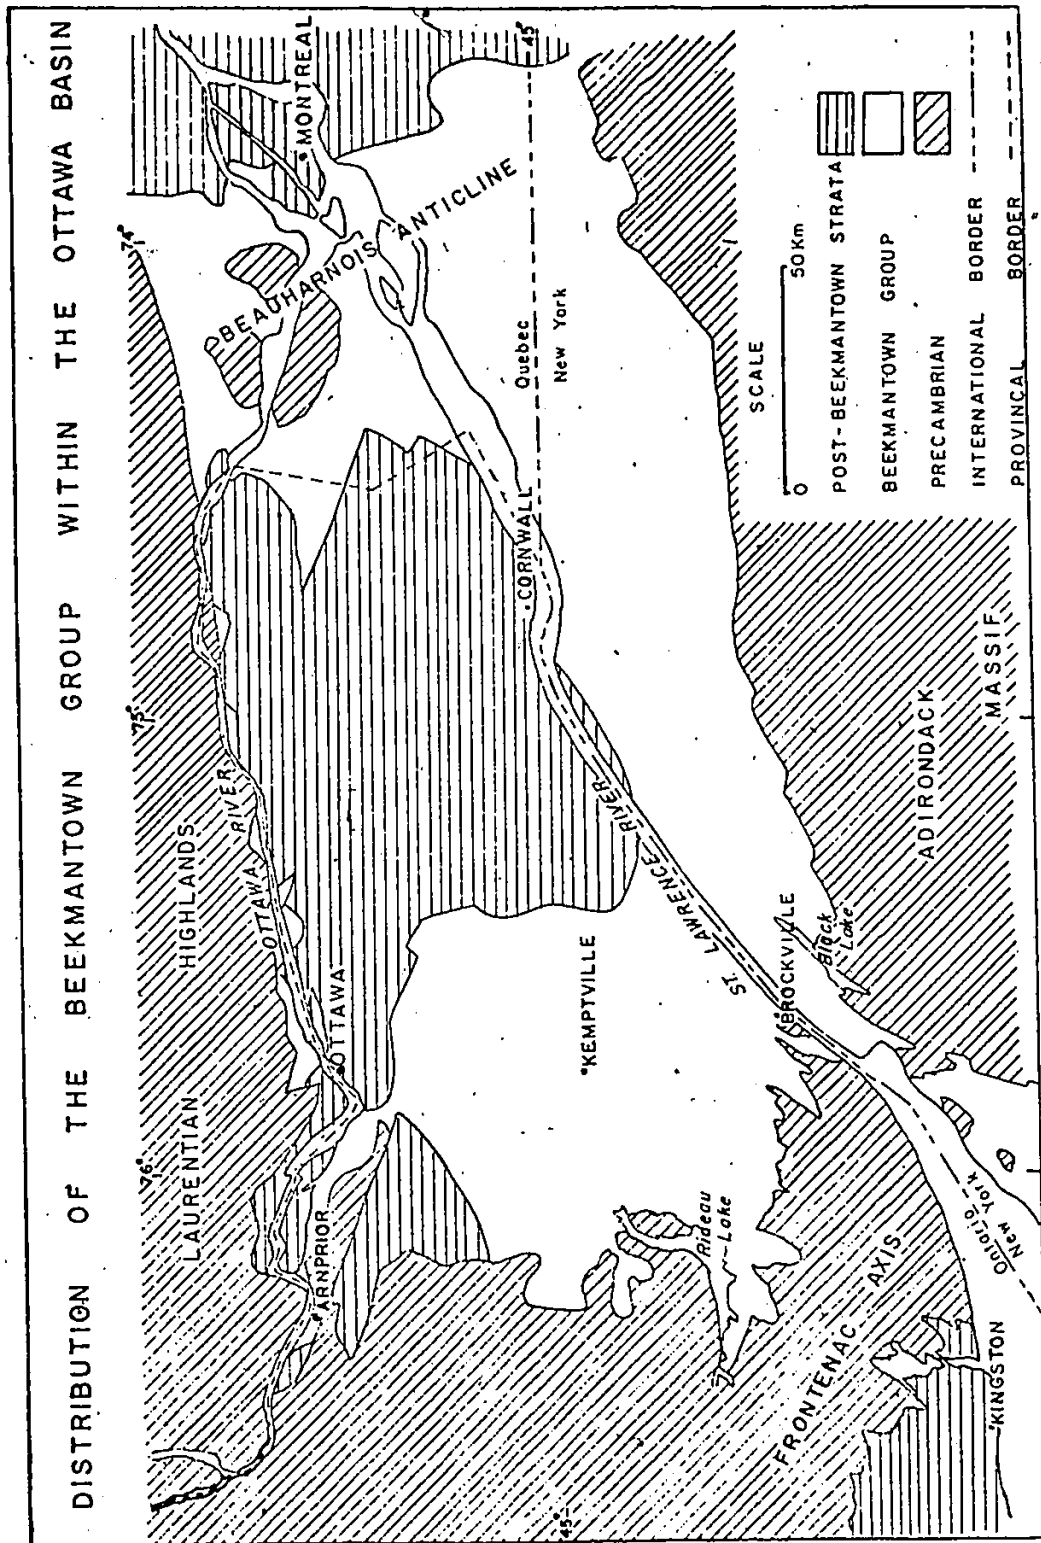 DISTRIBUTION OF THE BEEKMANTOWN GROUP WITHIN THE OTTAWA BASIN
76°
75°
74°
LAURENTIAN
HIGHLANDS
OTTAWA RIVER
ARNPRIOR
OTTAWA
BEAUHARNOIS ANTICLINE
MONTREAL
45°
45°
Quebec
New York
CORNWALL
KEMPTVILLE
ST. LAWRENCE RIVER
Rideau
Lake
BROCKVILLE
Black
Lake
FRONTENAC AXIS
ADIRONDACK
MASSIF
Ontario
New York
KINGSTON
SCALE
0 50 Km
POST-BEEKMANTOWN STRATA
BEEKMANTOWN GROUP
PRECAMBRIAN
INTERNATIONAL BORDER
PROVINCAL BORDER